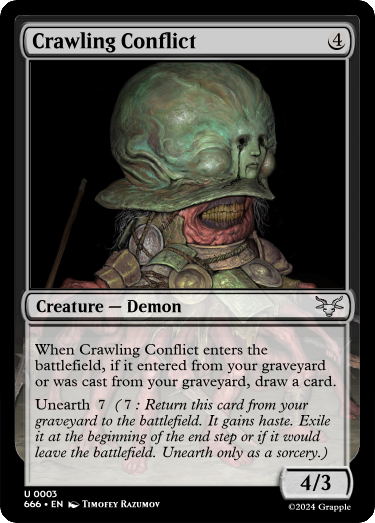 Crawling Conflict 4
Creature — Demon
When Crawling Conflict enters the
battlefield, if it entered from your graveyard
or was cast from your graveyard, draw a card.
Unearth 7 (7: Return this card from your
graveyard to the battlefield. It gains haste. Exile
it at the beginning of the end step or if it would
leave the battlefield. Unearth only as a sorcery.)
4/3
U 0003
666 • EN Timofey Razumov
©2024 Grapple